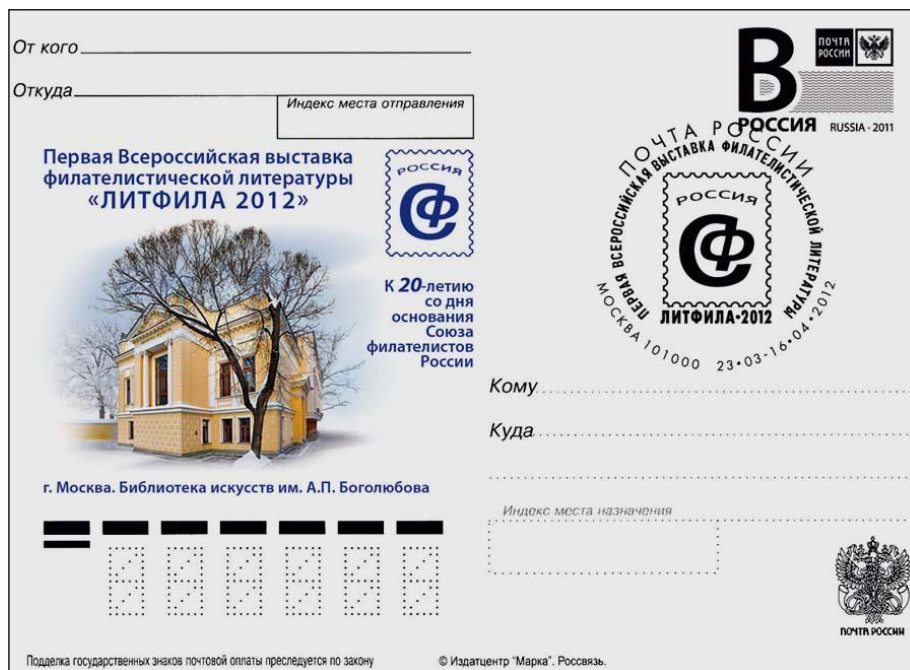 От кого
Откуда
Индекс места отправления
Первая Всероссийская выставка
филателистической литературы
«ЛИТФИЛА 2012»
РОССИЯ
СФ
К 20-летию
со дня
основания
Союза
филателистов
России
г. Москва. Библиотека искусств им. А.П. Боголюбова
B
ПОЧТА
РОССИИ
РОССИЯ
RUSSIA · 2011
ПОЧТА РОССИИ
ПЕРВАЯ ВСЕРОССИЙСКАЯ ВЫСТАВКА ФИЛАТЕЛИСТИЧЕСКОЙ ЛИТЕРАТУРЫ
РОССИЯ
СФ
ЛИТФИЛА·2012
МОСКВА 101000 23·03-16·04·2012
Кому
Куда
Индекс места назначения
ПОЧТА РОССИИ
Подделка государственных знаков почтовой оплаты преследуется по закону
© Издатцентр "Марка". Россвязь.